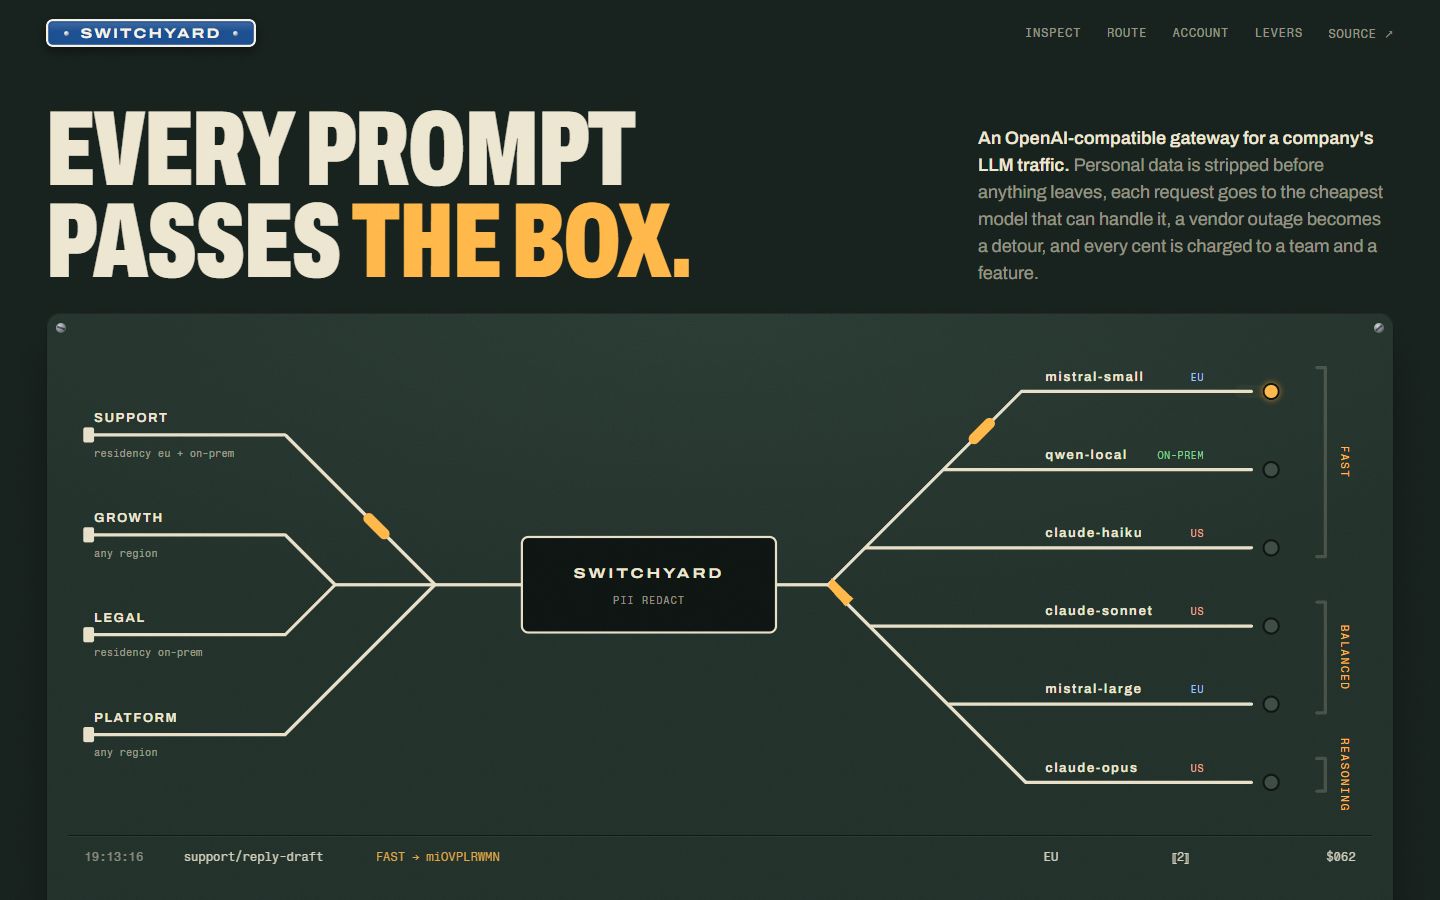 SWITCHYARD
INSPECT ROUTE ACCOUNT LEVERS SOURCE ↗
EVERY PROMPT
PASSES THE BOX.
An OpenAI-compatible gateway for a company's
LLM traffic. Personal data is stripped before
anything leaves, each request goes to the cheapest
model that can handle it, a vendor outage becomes
a detour, and every cent is charged to a team and a
feature.
SUPPORT
residency eu + on-prem
GROWTH
any region
LEGAL
residency on-prem
PLATFORM
any region
SWITCHYARD
PII REDACT
mistral-small EU
qwen-local ON-PREM
claude-haiku US
FAST
claude-sonnet US
mistral-large EU
BALANCED
claude-opus US
REASONING
19:13:16 support/reply-draft FAST → miOVPLRWMN EU ⟦2⟧ $062